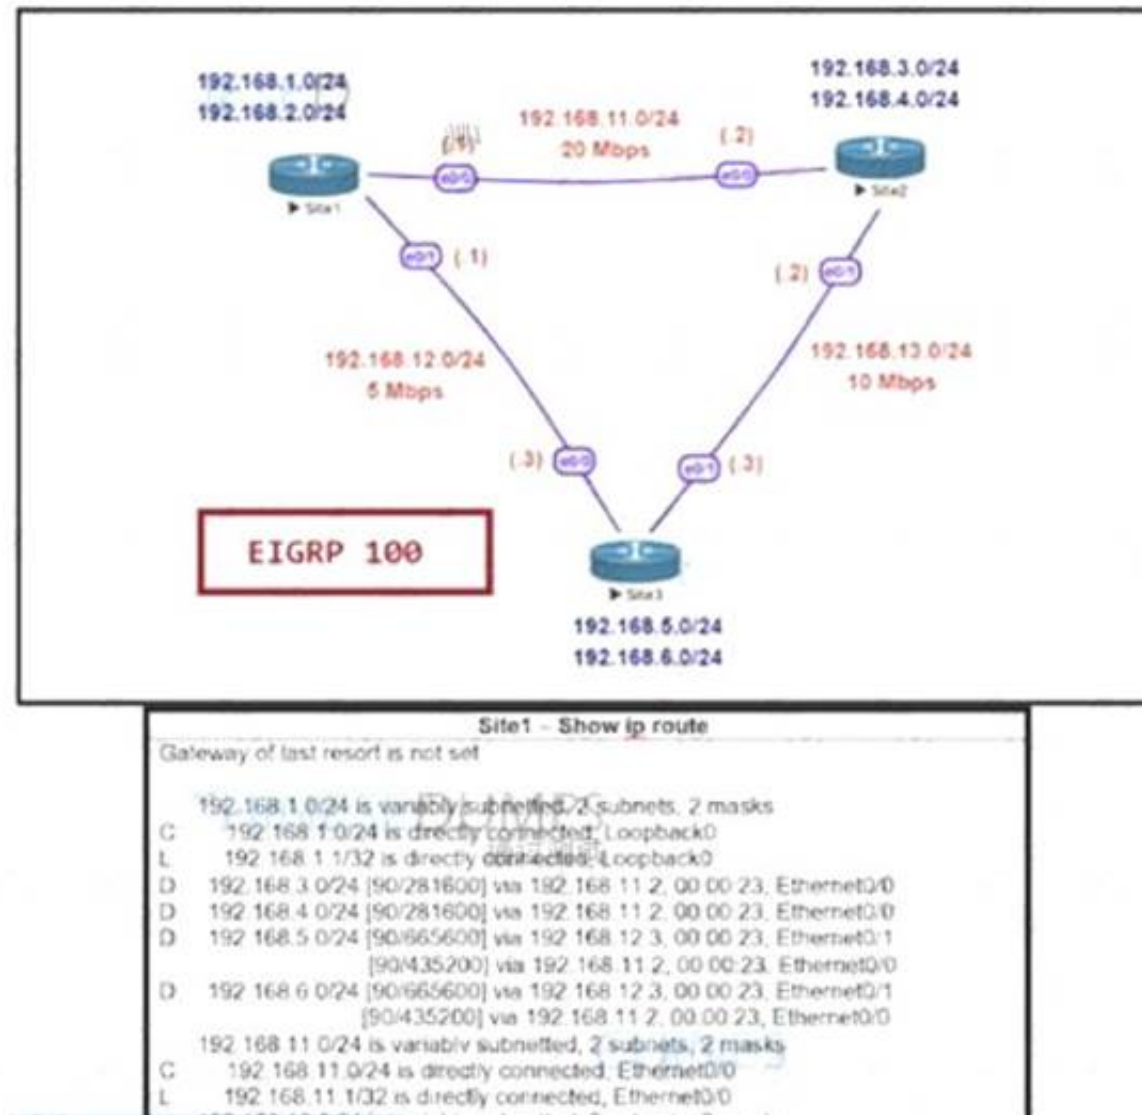 192.168.1.0/24
192.168.2.0/24
192.168.3.0/24
192.168.4.0/24
192.168.11.0/24
20 Mbps
(.1)
(.2)
e0/0
e0/0
Site1
Site2
e0/1
(.1)
(.2)
e0/1
192.168.12.0/24
5 Mbps
192.168.13.0/24
10 Mbps
(.3)
e0/0
e0/1
(.3)
EIGRP 100
Site3
192.168.5.0/24
192.168.6.0/24
Site1 - Show ip route
Gateway of last resort is not set
192.168.1.0/24 is variably subnetted, 2 subnets, 2 masks
C 192.168.1.0/24 is directly connected, Loopback0
L 192.168.1.1/32 is directly connected, Loopback0
D 192.168.3.0/24 [90/281600] via 192.168.11.2, 00:00:23, Ethernet0/0
D 192.168.4.0/24 [90/281600] via 192.168.11.2, 00:00:23, Ethernet0/0
D 192.168.5.0/24 [90/665600] via 192.168.12.3, 00:00:23, Ethernet0/1
[90/435200] via 192.168.11.2, 00:00:23, Ethernet0/0
D 192.168.6.0/24 [90/665600] via 192.168.12.3, 00:00:23, Ethernet0/1
[90/435200] via 192.168.11.2, 00:00:23, Ethernet0/0
192.168.11.0/24 is variably subnetted, 2 subnets, 2 masks
C 192.168.11.0/24 is directly connected, Ethernet0/0
L 192.168.11.1/32 is directly connected, Ethernet0/0